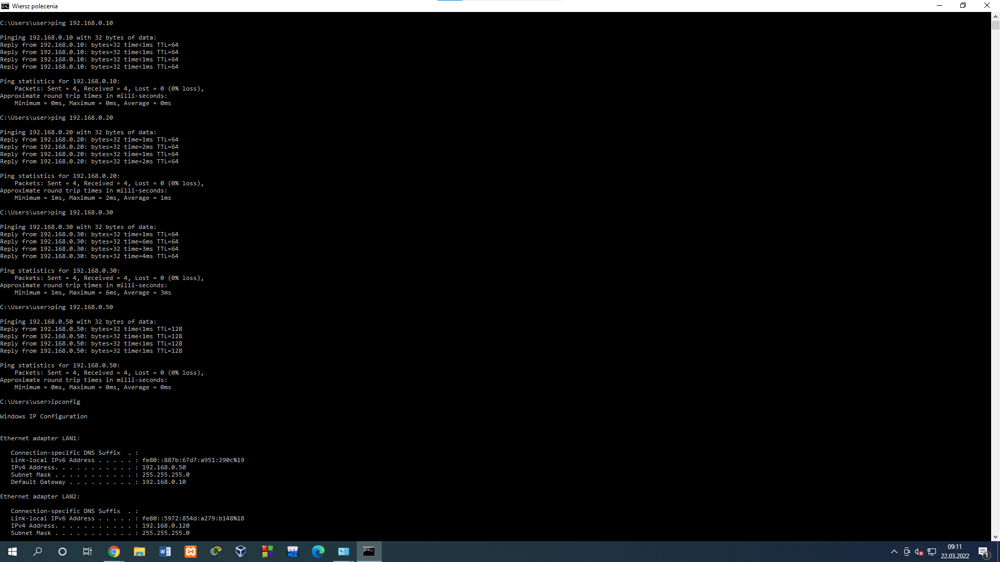 Wiersz polecenia
C:\Users\user>ping 192.168.0.10
Pinging 192.168.0.10 with 32 bytes of data:
Reply from 192.168.0.10: bytes=32 time<1ms TTL=64
Reply from 192.168.0.10: bytes=32 time<1ms TTL=64
Reply from 192.168.0.10: bytes=32 time<1ms TTL=64
Reply from 192.168.0.10: bytes=32 time<1ms TTL=64
Ping statistics for 192.168.0.10:
    Packets: Sent = 4, Received = 4, Lost = 0 (0% loss),
Approximate round trip times in milli-seconds:
    Minimum = 0ms, Maximum = 0ms, Average = 0ms
C:\Users\user>ping 192.168.0.20
Pinging 192.168.0.20 with 32 bytes of data:
Reply from 192.168.0.20: bytes=32 time=1ms TTL=64
Reply from 192.168.0.20: bytes=32 time=2ms TTL=64
Reply from 192.168.0.20: bytes=32 time=1ms TTL=64
Reply from 192.168.0.20: bytes=32 time=2ms TTL=64
Ping statistics for 192.168.0.20:
    Packets: Sent = 4, Received = 4, Lost = 0 (0% loss),
Approximate round trip times in milli-seconds:
    Minimum = 1ms, Maximum = 2ms, Average = 1ms
C:\Users\user>ping 192.168.0.30
Pinging 192.168.0.30 with 32 bytes of data:
Reply from 192.168.0.30: bytes=32 time=1ms TTL=64
Reply from 192.168.0.30: bytes=32 time=6ms TTL=64
Reply from 192.168.0.30: bytes=32 time=3ms TTL=64
Reply from 192.168.0.30: bytes=32 time=4ms TTL=64
Ping statistics for 192.168.0.30:
    Packets: Sent = 4, Received = 4, Lost = 0 (0% loss),
Approximate round trip times in milli-seconds:
    Minimum = 1ms, Maximum = 6ms, Average = 3ms
C:\Users\user>ping 192.168.0.50
Pinging 192.168.0.50 with 32 bytes of data:
Reply from 192.168.0.50: bytes=32 time<1ms TTL=128
Reply from 192.168.0.50: bytes=32 time<1ms TTL=128
Reply from 192.168.0.50: bytes=32 time<1ms TTL=128
Reply from 192.168.0.50: bytes=32 time<1ms TTL=128
Ping statistics for 192.168.0.50:
    Packets: Sent = 4, Received = 4, Lost = 0 (0% loss),
Approximate round trip times in milli-seconds:
    Minimum = 0ms, Maximum = 0ms, Average = 0ms
C:\Users\user>ipconfig
Windows IP Configuration
Ethernet adapter LAN1:
   Connection-specific DNS Suffix  . :
   Link-local IPv6 Address . . . . . : fe80::887b:67d7:a951:290c%19
   IPv4 Address. . . . . . . . . . . : 192.168.0.50
   Subnet Mask . . . . . . . . . . . : 255.255.255.0
   Default Gateway . . . . . . . . . : 192.168.0.10
Ethernet adapter LAN2:
   Connection-specific DNS Suffix  . :
   Link-local IPv6 Address . . . . . : fe80::5972:854d:a279:b148%18
   IPv4 Address. . . . . . . . . . . : 192.168.0.120
   Subnet Mask . . . . . . . . . . . : 255.255.255.0
DEV
09:11
22.03.2022
1